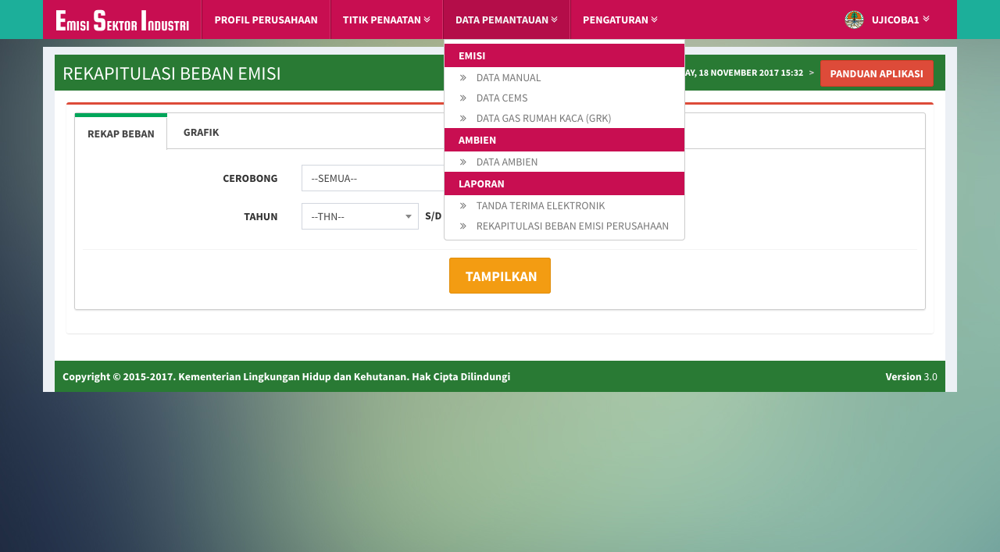 EMISI SEKTOR INDUSTRI PROFIL PERUSAHAAN TITIK PENAATAN DATA PEMANTAUAN PENGATURAN UJICOBA1
REKAPITULASI BEBAN EMISI
18 NOVEMBER 2017 15:32 > PANDUAN APLIKASI
EMISI
» DATA MANUAL
» DATA CEMS
» DATA GAS RUMAH KACA (GRK)
AMBIEN
» DATA AMBIEN
LAPORAN
» TANDA TERIMA ELEKTRONIK
» REKAPITULASI BEBAN EMISI PERUSAHAAN
REKAP BEBAN GRAFIK
CEROBONG --SEMUA--
TAHUN --THN-- S/D
TAMPILKAN
Copyright © 2015-2017. Kementerian Lingkungan Hidup dan Kehutanan. Hak Cipta Dilindungi Version 3.0